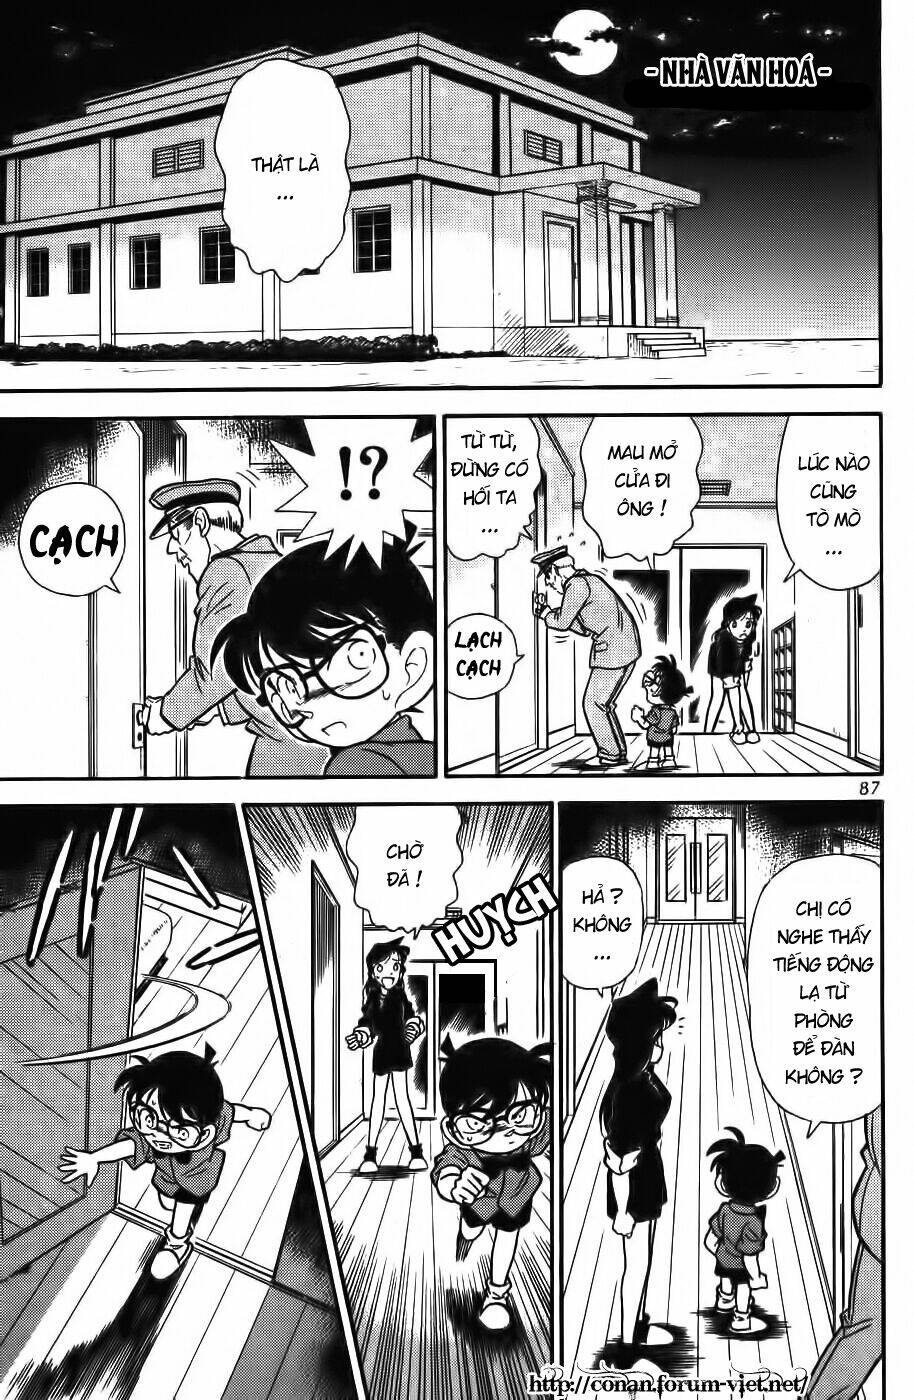 - NHÀ VĂN HOÁ -
THẬT LÀ
...
LÚC NÀO
CŨNG
TÒ MÒ
...
MAU MỞ
CỬA ĐI
ÔNG !
TỪ TỪ,
ĐỪNG CÓ
HỐI TA
...
LẠCH
CẠCH
!?
CẠCH
87
CHỊ CÓ
NGHE THẤY
TIẾNG ĐỘNG
LẠ TỪ
PHÒNG
ĐỂ ĐÀN
KHÔNG ?
HẢ ?
KHÔNG
...
CHỜ
ĐÃ !
HUỲCH
http://conan.forum-viet.net/